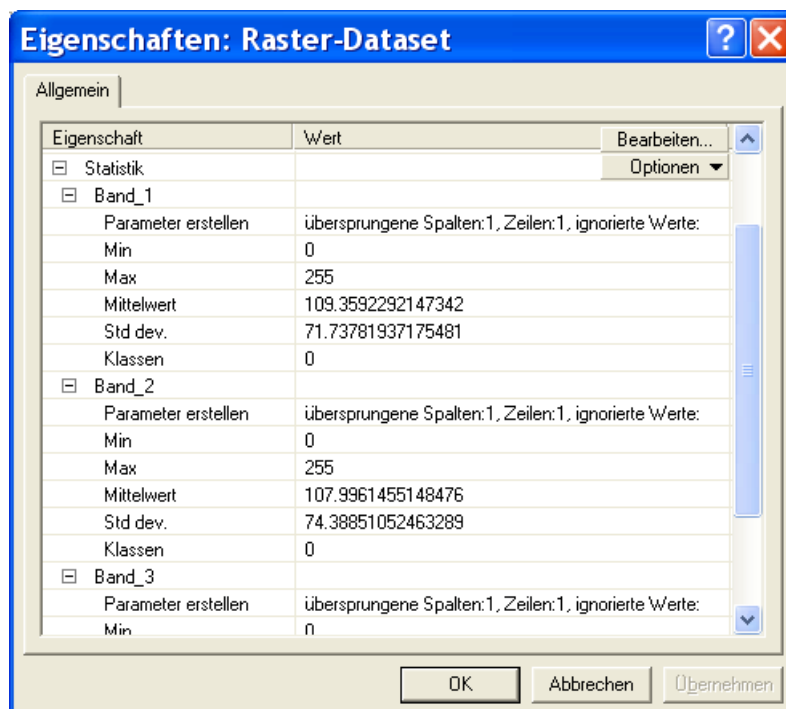 Eigenschaften: Raster-Dataset
Allgemein
Eigenschaft Wert Bearbeiten...
Statistik Optionen
Band_1
Parameter erstellen übersprungene Spalten:1, Zeilen:1, ignorierte Werte:
Min 0
Max 255
Mittelwert 109.3592292147342
Std dev. 71.73781937175481
Klassen 0
Band_2
Parameter erstellen übersprungene Spalten:1, Zeilen:1, ignorierte Werte:
Min 0
Max 255
Mittelwert 107.9961455148476
Std dev. 74.38851052463289
Klassen 0
Band_3
Parameter erstellen übersprungene Spalten:1, Zeilen:1, ignorierte Werte:
Min 0
OK Abbrechen Übernehmen